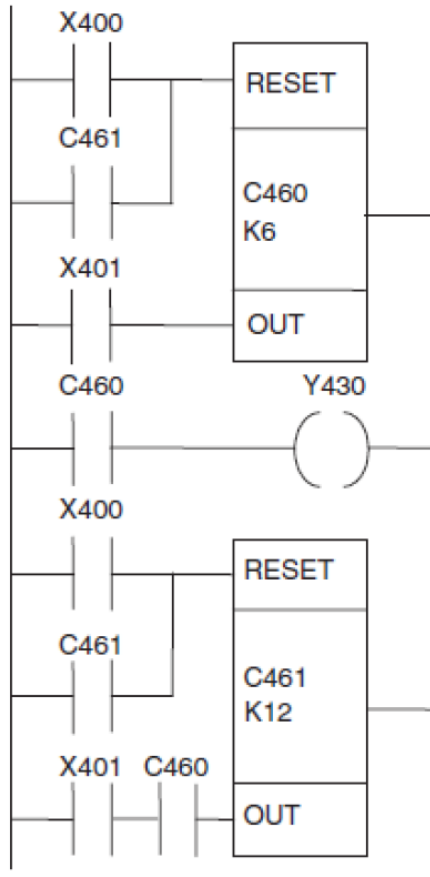 X400
RESET
C461
C460
K6
X401
OUT
C460 Y430
X400
RESET
C461
C461
K12
X401 C460
OUT